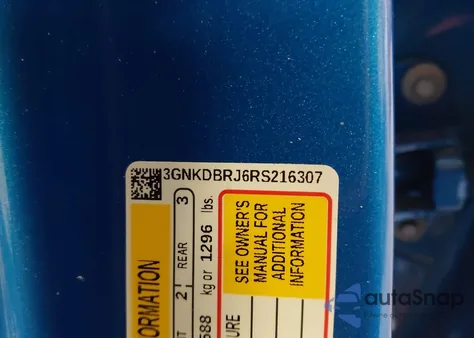 3GNKDBRJ6RS216307
3
REAR
2
1296 lbs.
kg or
588
ORMATION
SEE OWNER'S
MANUAL FOR
ADDITIONAL
INFORMATION
URE
autoSnap